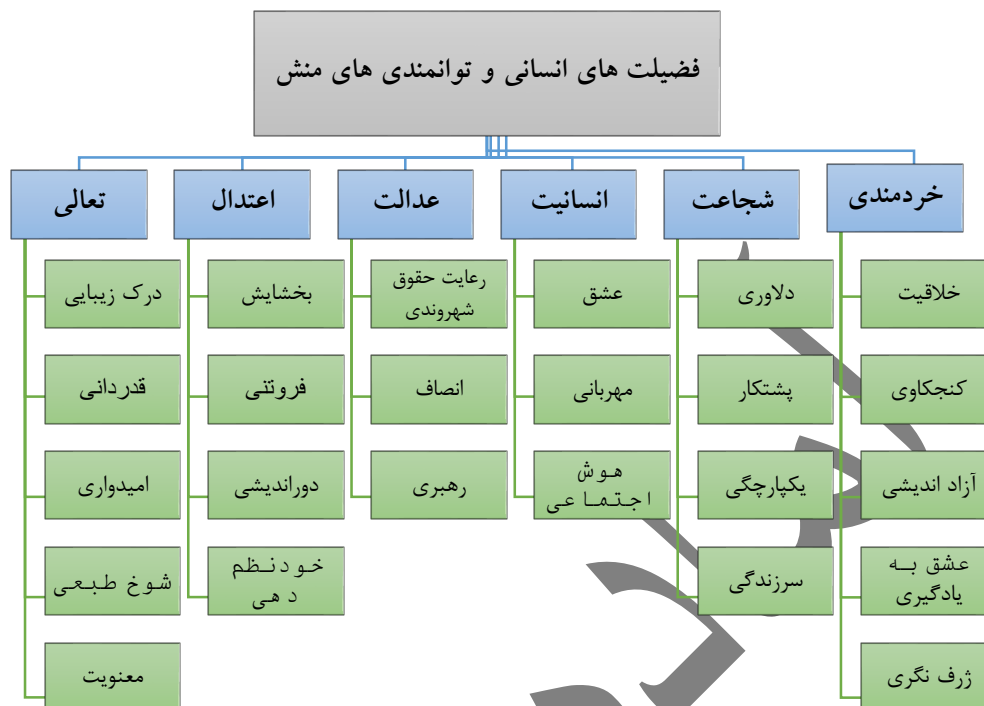 فضیلت های انسانی و توانمندی های منش
خردمندی
خلاقیت
کنجکاوی
آزاد اندیشی
عشق به
یادگیری
ژرف نگری
شجاعت
دلاوری
پشتکار
یکپارچگی
سرزندگی
انسانیت
عشق
مهربانی
هوش
اجتماعی
عدالت
رعایت حقوق
شهروندی
انصاف
رهبری
اعتدال
بخشایش
فروتنی
دوراندیشی
خودنظم
دهی
تعالی
درک زیبایی
قدردانی
امیدواری
شوخ طبعی
معنویت